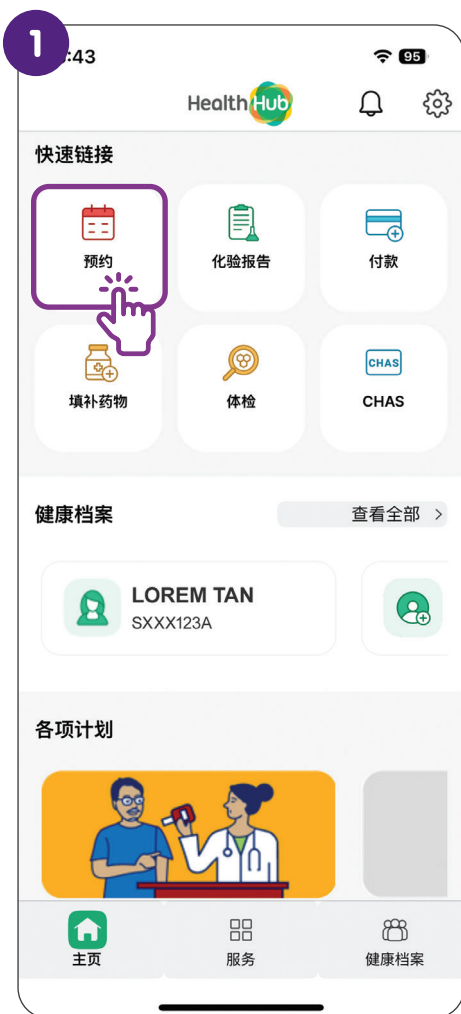 1
:43
95
HealthHub
快速链接
预约
化验报告
付款
填补药物
体检
CHAS
CHAS
健康档案
查看全部 >
LOREM TAN
SXXX123A
各项计划
主页
服务
健康档案